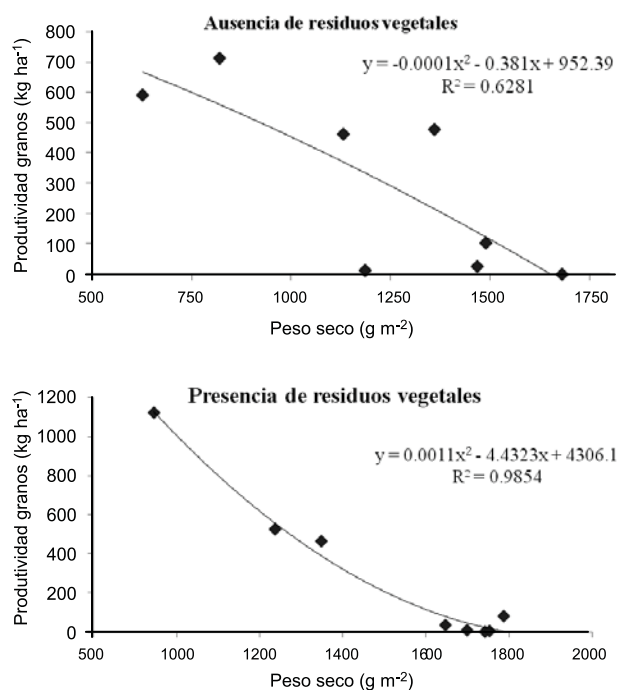 Ausencia de residuos vegetales
Produtividad granos (kg ha-1)
800
700
600
500
400
300
200
100
0
y = -0.0001x2 - 0.381x + 952.39
R2 = 0.6281
500 750 1000 1250 1500 1750
Peso seco (g m-2)
Presencia de residuos vegetales
Produtividad granos (kg ha-1)
1200
1000
800
600
400
200
0
y = 0.0011x2 - 4.4323x + 4306.1
R2 = 0.9854
500 1000 1200 1400 1600 1800 2000
Peso seco (g m-2)